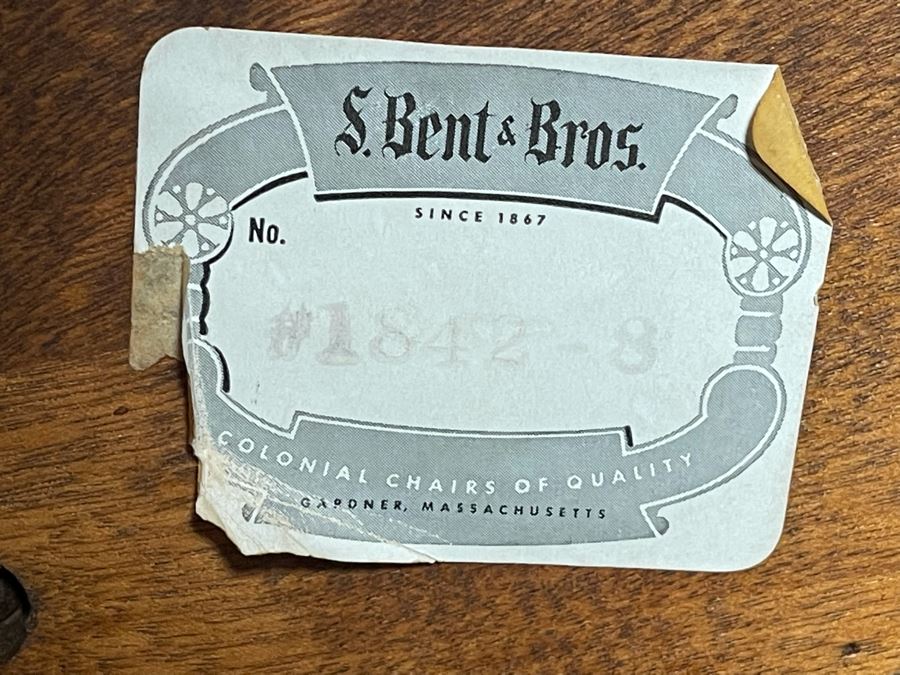 S. Bent & Bros.
SINCE 1867
No.
#1842-8
COLONIAL CHAIRS OF QUALITY
GARDNER, MASSACHUSETTS